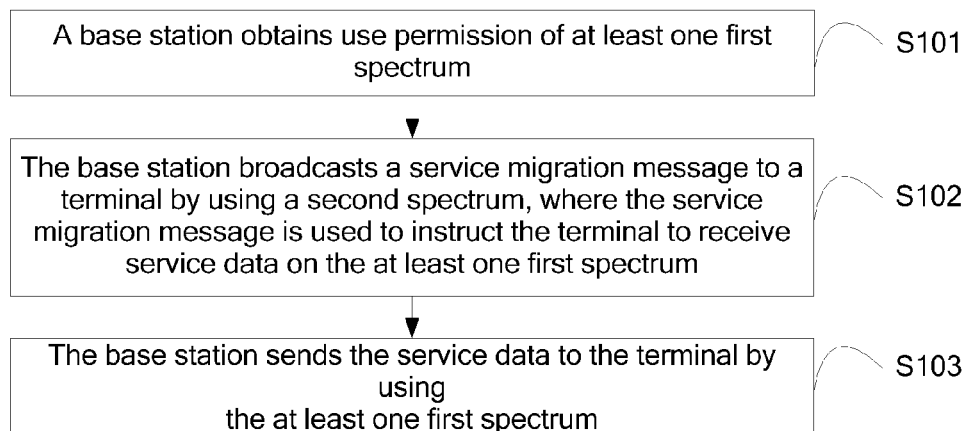 A base station obtains use permission of at least one first
spectrum
S101
The base station broadcasts a service migration message to a
terminal by using a second spectrum, where the service
migration message is used to instruct the terminal to receive
service data on the at least one first spectrum
S102
The base station sends the service data to the terminal by
using
the at least one first spectrum
S103